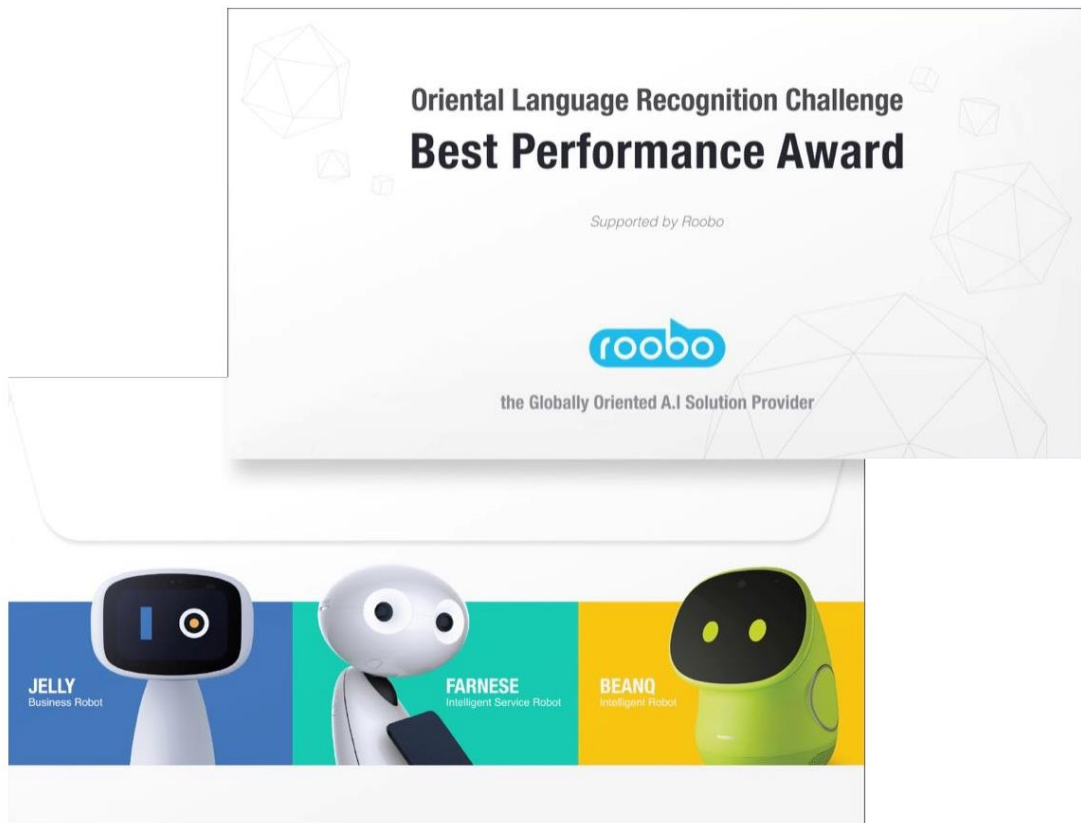 Oriental Language Recognition Challenge
Best Performance Award
Supported by Roobo
roobo
the Globally Oriented A.I Solution Provider
JELLY
Business Robot
FARNESE
Intelligent Service Robot
BEANQ
Intelligent Robot